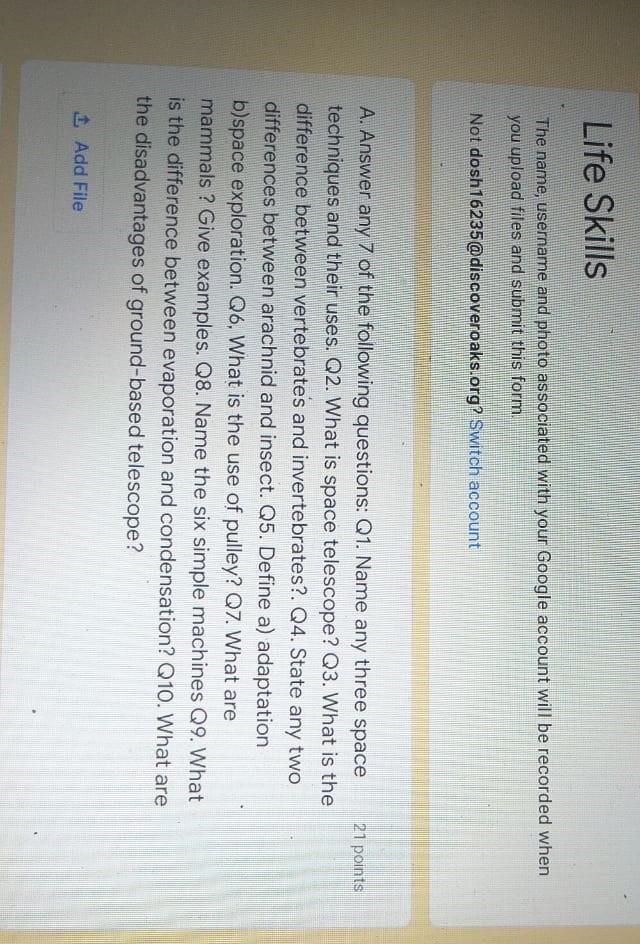 Life Skills
The name, username and photo associated with your Google account will be recorded when
you upload files and submit this form.
Not dosh16235@discoveroaks.org? Switch account
A. Answer any 7 of the following questions: Q1. Name any three space
techniques and their uses. Q2. What is space telescope? Q3. What is the
difference between vertebrates and invertebrates?. Q4. State any two
differences between arachnid and insect. Q5. Define a) adaptation
b)space exploration. Q6, What is the use of pulley? Q7. What are
mammals ? Give examples. Q8. Name the six simple machines Q9. What
is the difference between evaporation and condensation? Q10. What are
the disadvantages of ground-based telescope?
21 points
Add File